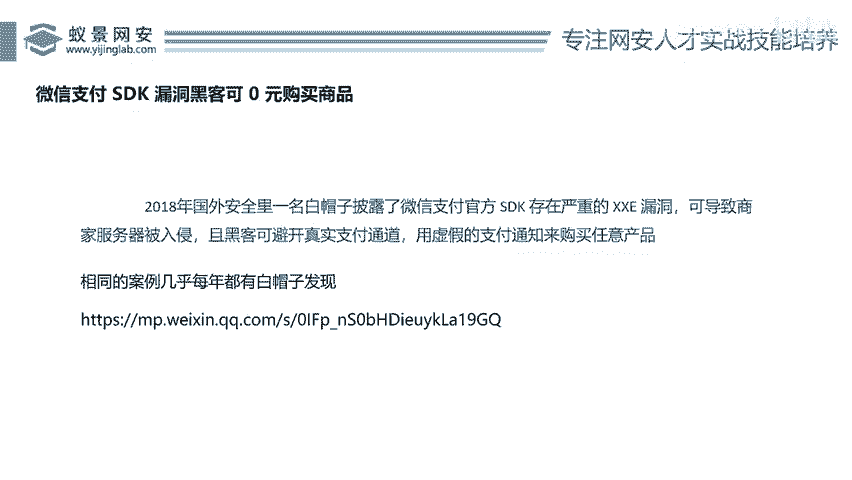 蚁景网安
www.yijinglab.com
专注网安人才实战技能培养
微信支付 SDK 漏洞黑客可 0 元购买商品
2018年国外安全里一名白帽子披露了微信支付官方 SDK 存在严重的 XXE 漏洞，可导致商
家服务器被入侵，且黑客可避开真实支付通道，用虚假的支付通知来购买任意产品
相同的案例几乎每年都有白帽子发现
https://mp.weixin.qq.com/s/0IFp_nS0bHDieuykLa19GQ